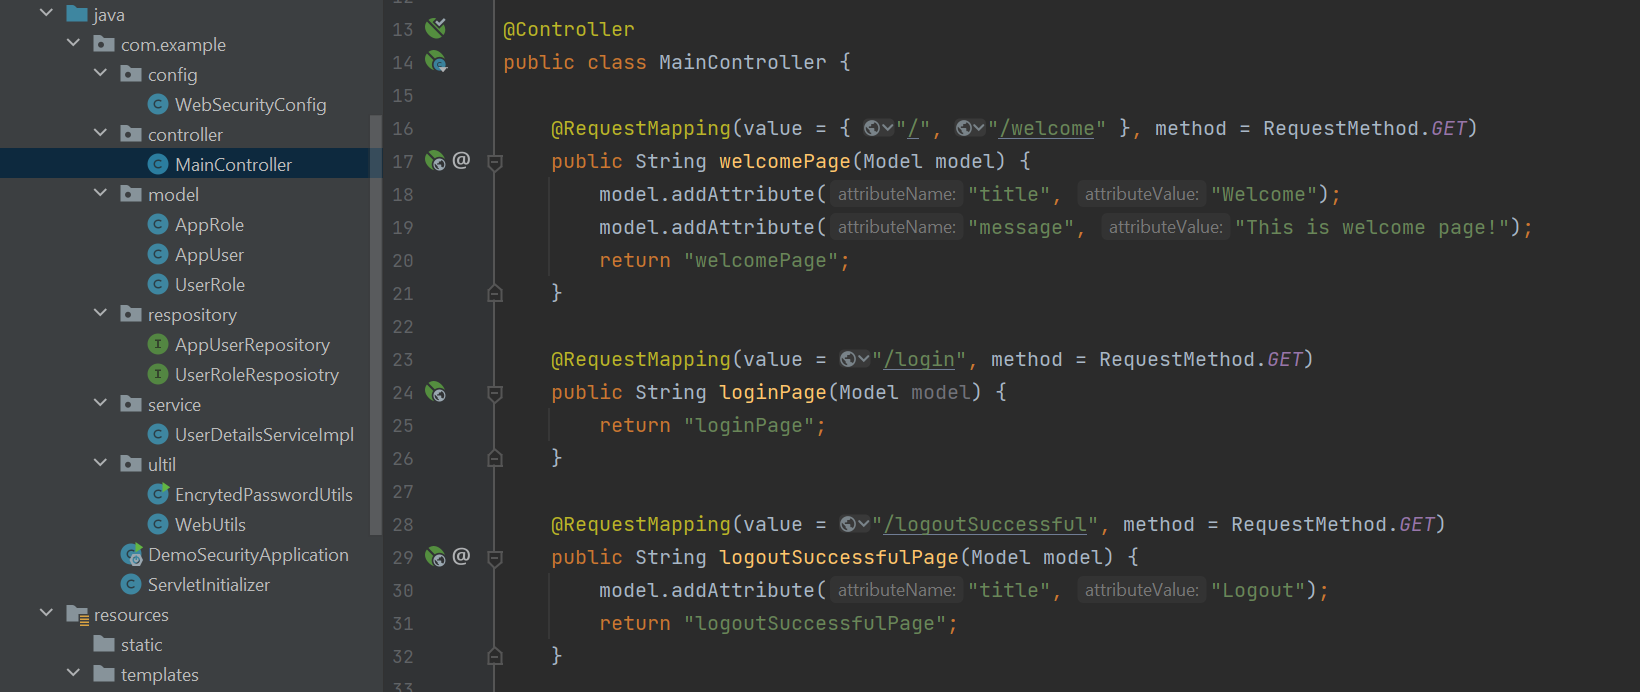 java
com.example
config
WebSecurityConfig
controller
MainController
model
AppRole
AppUser
UserRole
respository
AppUserRepository
UserRoleResposiotry
service
UserDetailsServiceImpl
ultil
EncrytedPasswordUtils
WebUtils
DemoSecurityApplication
ServletInitializer
resources
static
templates
13 @Controller
14 public class MainController {
15
16 @RequestMapping(value = { "/", "/welcome" }, method = RequestMethod.GET)
17 @ public String welcomePage(Model model) {
18 model.addAttribute( attributeName: "title", attributeValue: "Welcome");
19 model.addAttribute( attributeName: "message", attributeValue: "This is welcome page!");
20 return "welcomePage";
21 }
22
23 @RequestMapping(value = "/login", method = RequestMethod.GET)
24 public String loginPage(Model model) {
25 return "loginPage";
26 }
27
28 @RequestMapping(value = "/logoutSuccessful", method = RequestMethod.GET)
29 @ public String logoutSuccessfulPage(Model model) {
30 model.addAttribute( attributeName: "title", attributeValue: "Logout");
31 return "logoutSuccessfulPage";
32 }
33